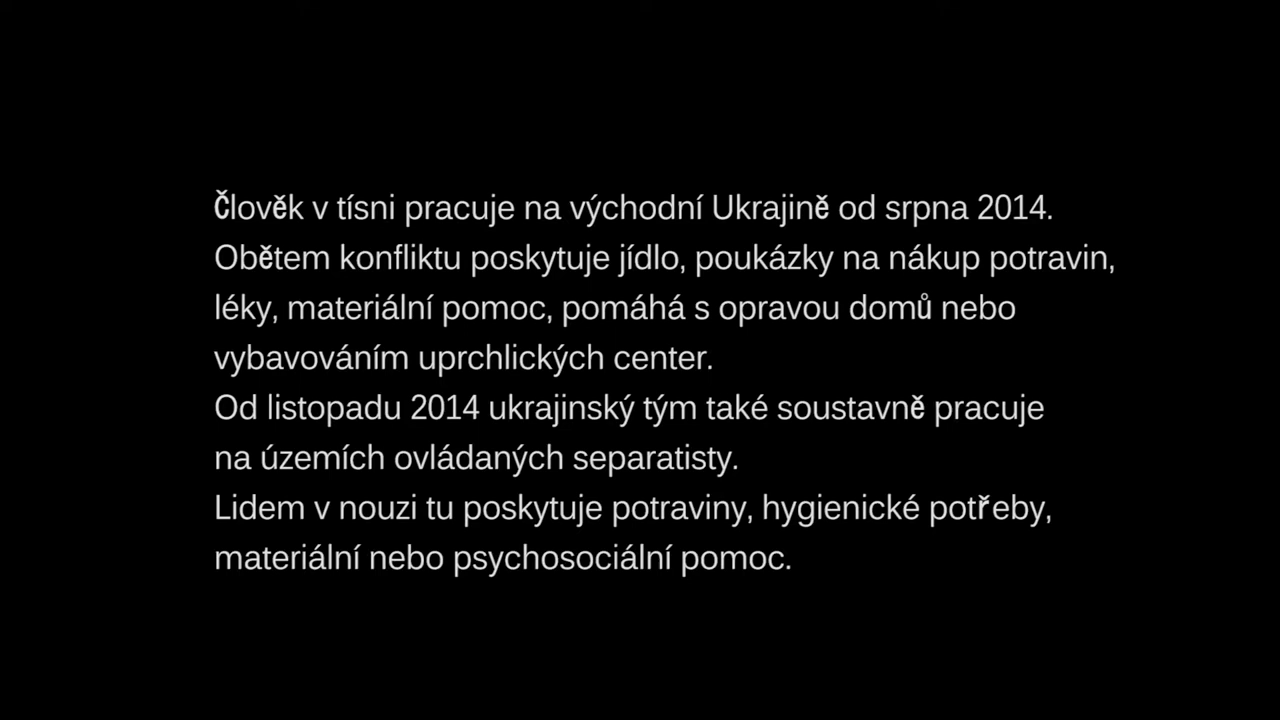 Člověk v tísni pracuje na východní Ukrajině od srpna 2014.
Obětem konfliktu poskytuje jídlo, poukázky na nákup potravin,
léky, materiální pomoc, pomáhá s opravou domů nebo
vybavováním uprchlických center.
Od listopadu 2014 ukrajinský tým také soustavně pracuje
na územích ovládaných separatisty.
Lidem v nouzi tu poskytuje potraviny, hygienické potřeby,
materiální nebo psychosociální pomoc.